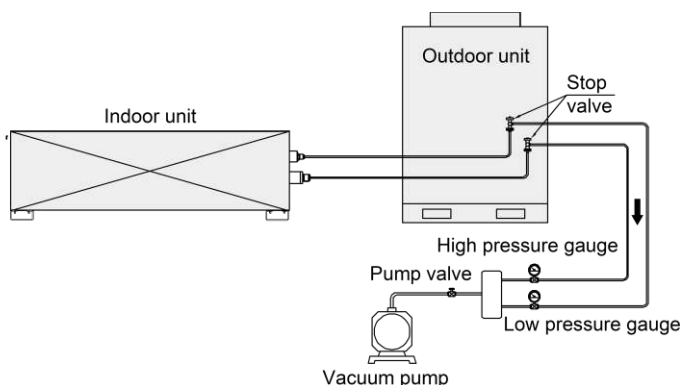 Outdoor unit
Stop
valve
Indoor unit
High pressure gauge
Pump valve
Low pressure gauge
Vacuum pump